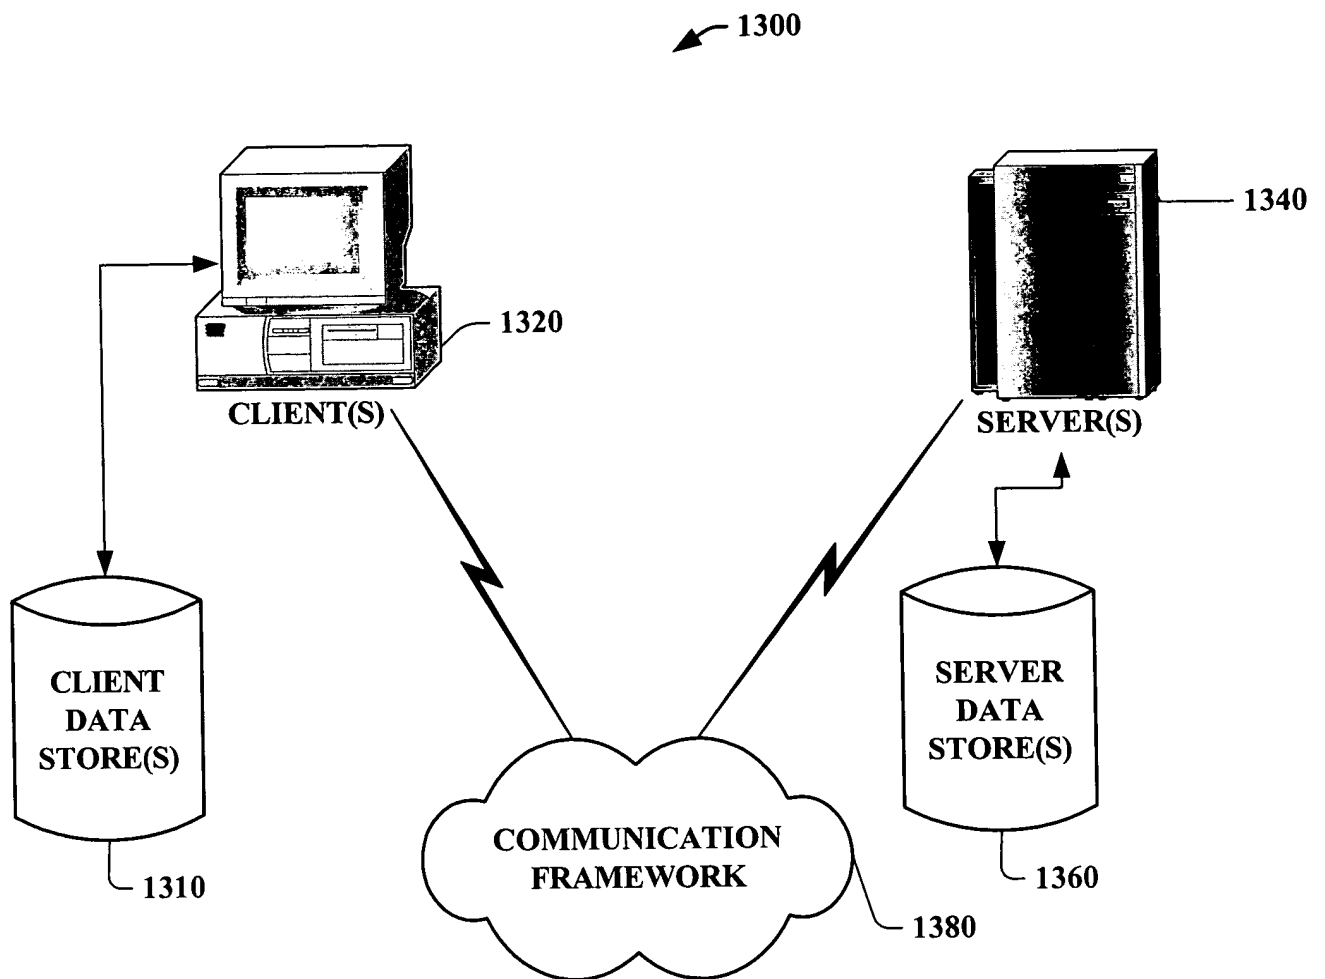 1300
1340
1320
CLIENT(S)
SERVER(S)
CLIENT
DATA
STORE(S)
SERVER
DATA
STORE(S)
COMMUNICATION
FRAMEWORK
1310
1360
1380